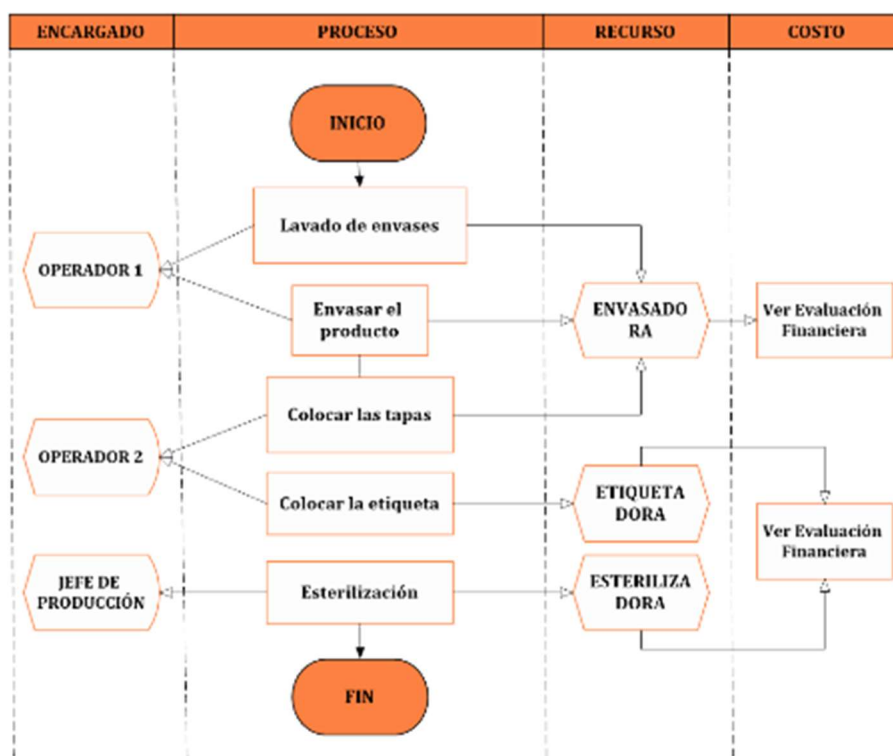 ENCARGADO
PROCESO
RECURSO
COSTO
INICIO
Lavado de envases
OPERADOR 1
Envasar el
producto
ENVASADO
RA
Ver Evaluación
Financiera
Colocar las tapas
OPERADOR 2
Colocar la etiqueta
ETIQUETA
DORA
Ver Evaluación
Financiera
JEFE DE
PRODUCCIÓN
Esterilización
ESTERILIZA
DORA
FIN